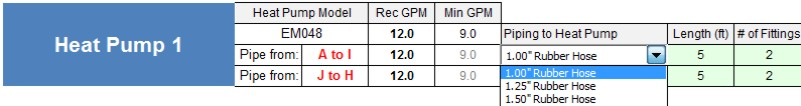 Heat Pump 1
Heat Pump Model Rec GPM Min GPM
EM048 12.0 9.0 Piping to Heat Pump Length (ft) # of Fittings
Pipe from: A to I 12.0 9.0 1.00" Rubber Hose 5 2
Pipe from: J to H 12.0 9.0 1.00" Rubber Hose 5 2
1.25" Rubber Hose
1.50" Rubber Hose